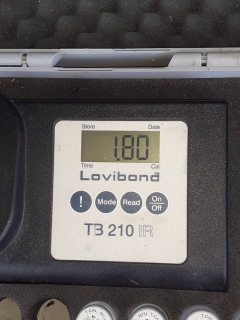 Store Date
1.80
Time Cal
Lovibond
! Mode Read On Off
TB 210 IR